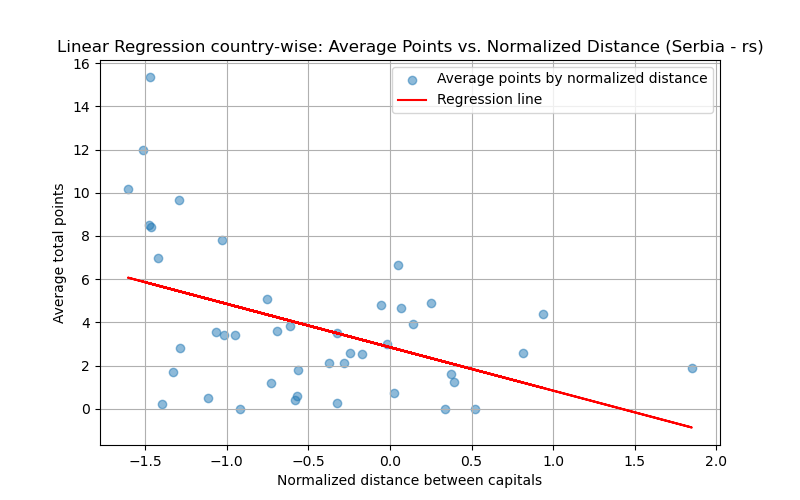 Linear Regression country-wise: Average Points vs. Normalized Distance (Serbia - rs)
Average points by normalized distance
Regression line
16
14
12
10
8
6
4
2
0
Average total points
−1.5 −1.0 −0.5 0.0 0.5 1.0 1.5 2.0
Normalized distance between capitals